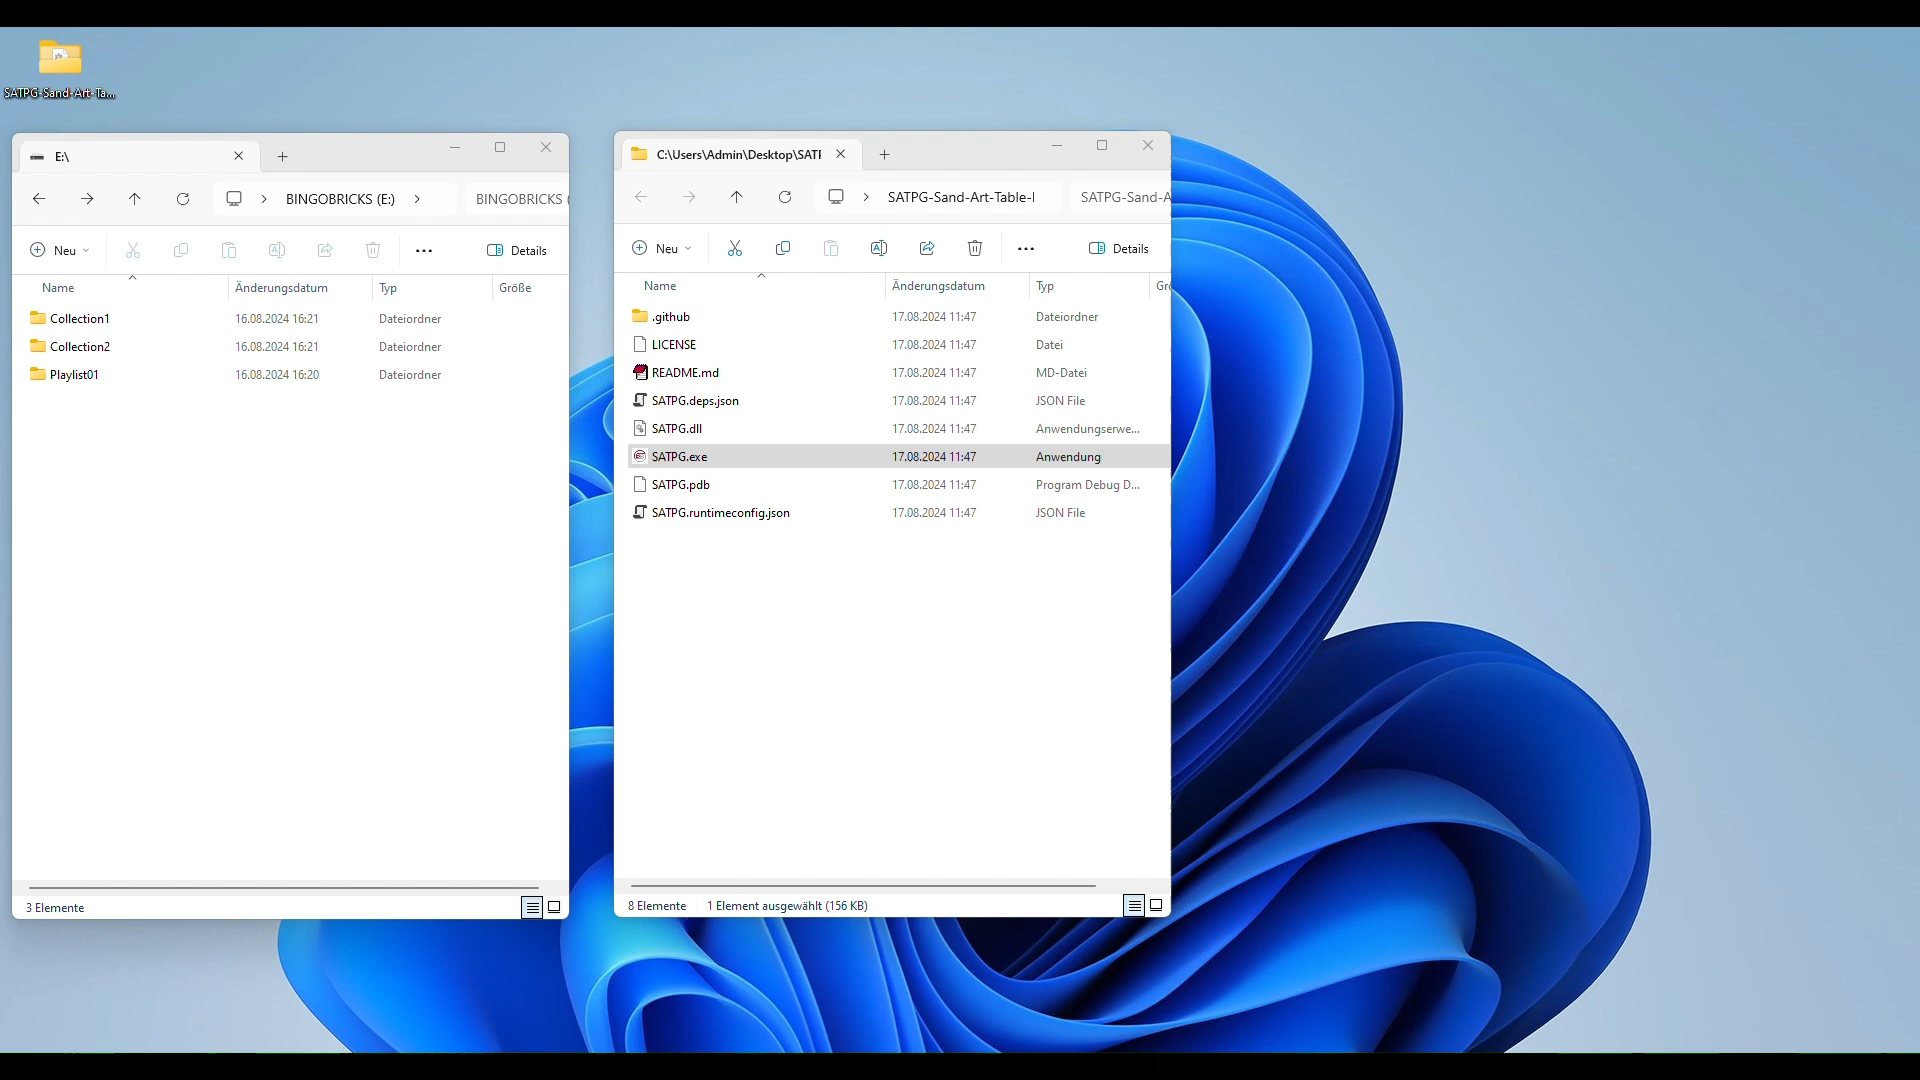 SATPG-Sand-Art-Ta...
E:\
BINGOBRICKS (E:)
BINGOBRICKS (
Neu
Details
Name
Änderungsdatum
Typ
Größe
Collection1
16.08.2024 16:21
Dateiordner
Collection2
16.08.2024 16:21
Dateiordner
Playlist01
16.08.2024 16:20
Dateiordner
3 Elemente
C:\Users\Admin\Desktop\SATP
SATPG-Sand-Art-Table-
SATPG-Sand-A
Neu
Details
Name
Änderungsdatum
Typ
Grö
.github
17.08.2024 11:47
Dateiordner
LICENSE
17.08.2024 11:47
Datei
README.md
17.08.2024 11:47
MD-Datei
SATPG.deps.json
17.08.2024 11:47
JSON File
SATPG.dll
17.08.2024 11:47
Anwendungserwe...
SATPG.exe
17.08.2024 11:47
Anwendung
SATPG.pdb
17.08.2024 11:47
Program Debug D...
SATPG.runtimeconfig.json
17.08.2024 11:47
JSON File
8 Elemente
1 Element ausgewählt (156 KB)